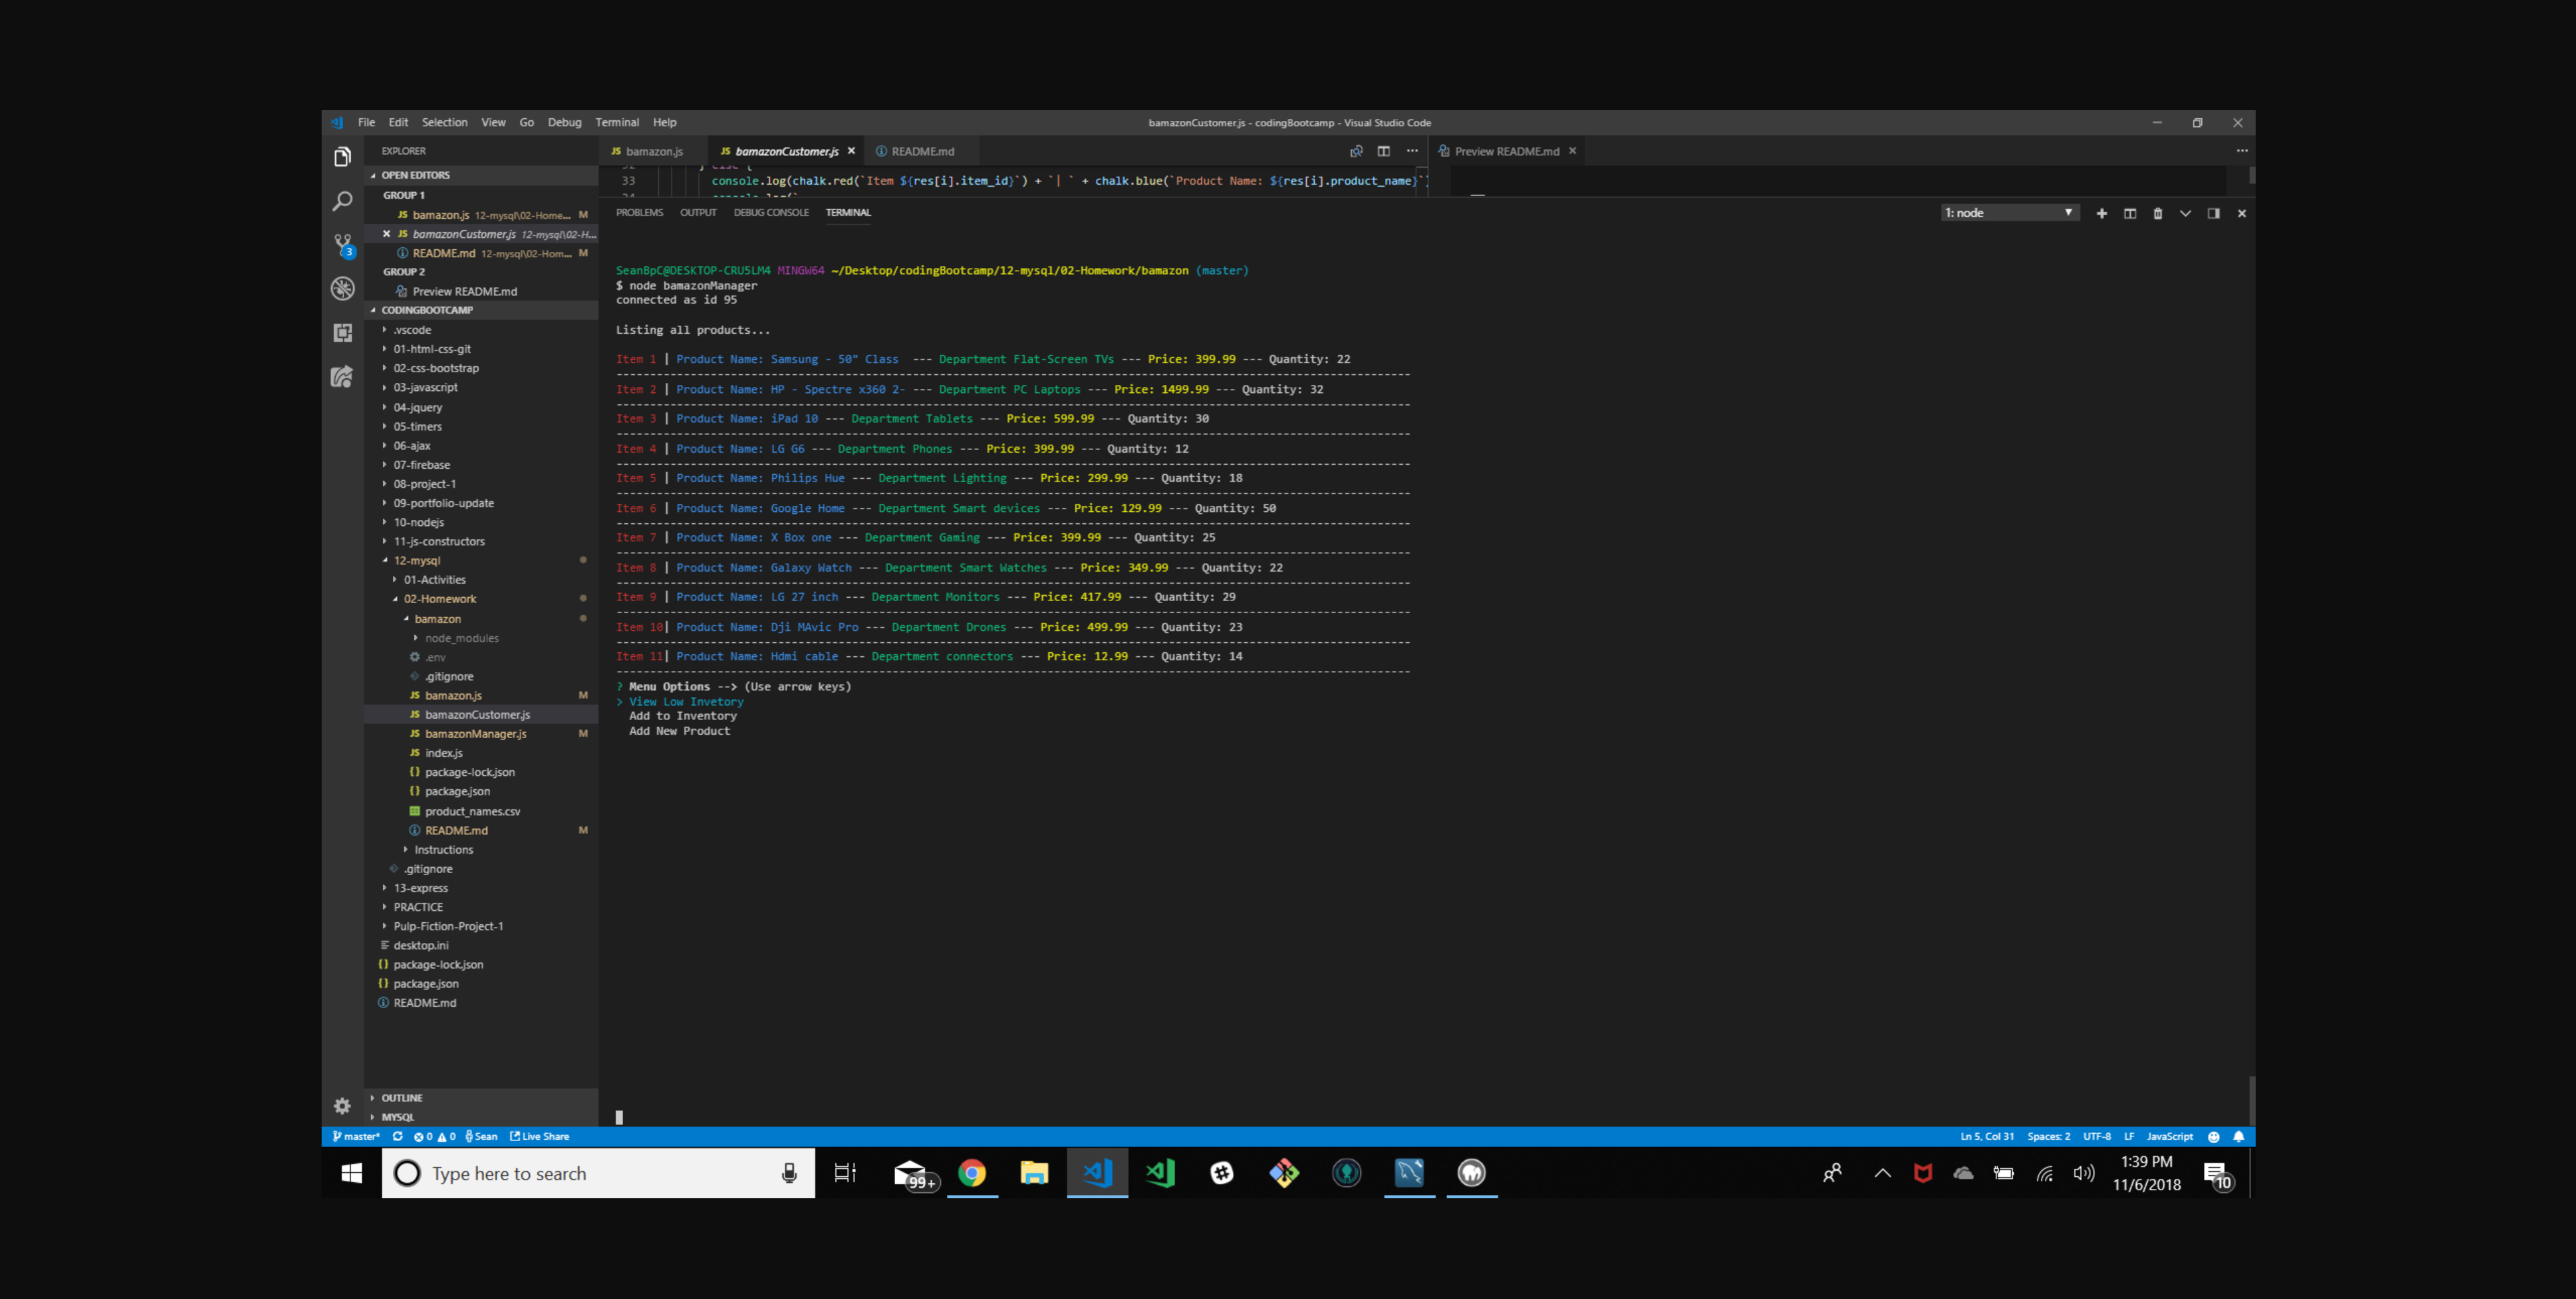 File Edit Selection View Go Debug Terminal Help
bamazonCustomer.js - codingBootcamp - Visual Studio Code
EXPLORER
OPEN EDITORS
GROUP 1
JS bamazon.js 12-mysql\02-Home... M
JS bamazonCustomer.js 12-mysql\02-H...
README.md 12-mysql\02-Hom... M
GROUP 2
Preview README.md
CODINGBOOTCAMP
.vscode
01-html-css-git
02-css-bootstrap
03-javascript
04-jquery
05-timers
06-ajax
07-firebase
08-project-1
09-portfolio-update
10-nodejs
11-js-constructors
12-mysql
01-Activities
02-Homework
bamazon
node_modules
.env
.gitignore
JS bamazon.js M
JS bamazonCustomer.js
JS bamazonManager.js M
JS index.js
{} package-lock.json
{} package.json
product_names.csv
README.md M
Instructions
.gitignore
13-express
PRACTICE
Pulp-Fiction-Project-1
desktop.ini
{} package-lock.json
{} package.json
README.md
OUTLINE
MYSQL
JS bamazon.js JS bamazonCustomer.js README.md
Preview README.md
33 console.log(chalk.red(`Item ${res[i].item_id}`) + `| ` + chalk.blue(`Product Name: ${res[i].product_name}`)
PROBLEMS OUTPUT DEBUG CONSOLE TERMINAL
1: node
SeanBpC@DESKTOP-CRU5LM4 MINGW64 ~/Desktop/codingBootcamp/12-mysql/02-Homework/bamazon (master)
$ node bamazonManager
connected as id 95
Listing all products...
Item 1 | Product Name: Samsung - 50" Class --- Department Flat-Screen TVs --- Price: 399.99 --- Quantity: 22
Item 2 | Product Name: HP - Spectre x360 2- --- Department PC Laptops --- Price: 1499.99 --- Quantity: 32
Item 3 | Product Name: iPad 10 --- Department Tablets --- Price: 599.99 --- Quantity: 30
Item 4 | Product Name: LG G6 --- Department Phones --- Price: 399.99 --- Quantity: 12
Item 5 | Product Name: Philips Hue --- Department Lighting --- Price: 299.99 --- Quantity: 18
Item 6 | Product Name: Google Home --- Department Smart devices --- Price: 129.99 --- Quantity: 50
Item 7 | Product Name: X Box one --- Department Gaming --- Price: 399.99 --- Quantity: 25
Item 8 | Product Name: Galaxy Watch --- Department Smart Watches --- Price: 349.99 --- Quantity: 22
Item 9 | Product Name: LG 27 inch --- Department Monitors --- Price: 417.99 --- Quantity: 29
Item 10| Product Name: Dji MAvic Pro --- Department Drones --- Price: 499.99 --- Quantity: 23
Item 11| Product Name: Hdmi cable --- Department connectors --- Price: 12.99 --- Quantity: 14
? Menu Options --> (Use arrow keys)
> View Low Invetory
Add to Inventory
Add New Product
master* 0 0 Sean Live Share
Ln 5, Col 31 Spaces: 2 UTF-8 LF JavaScript
3
Type here to search
99+
1:39 PM
11/6/2018
10